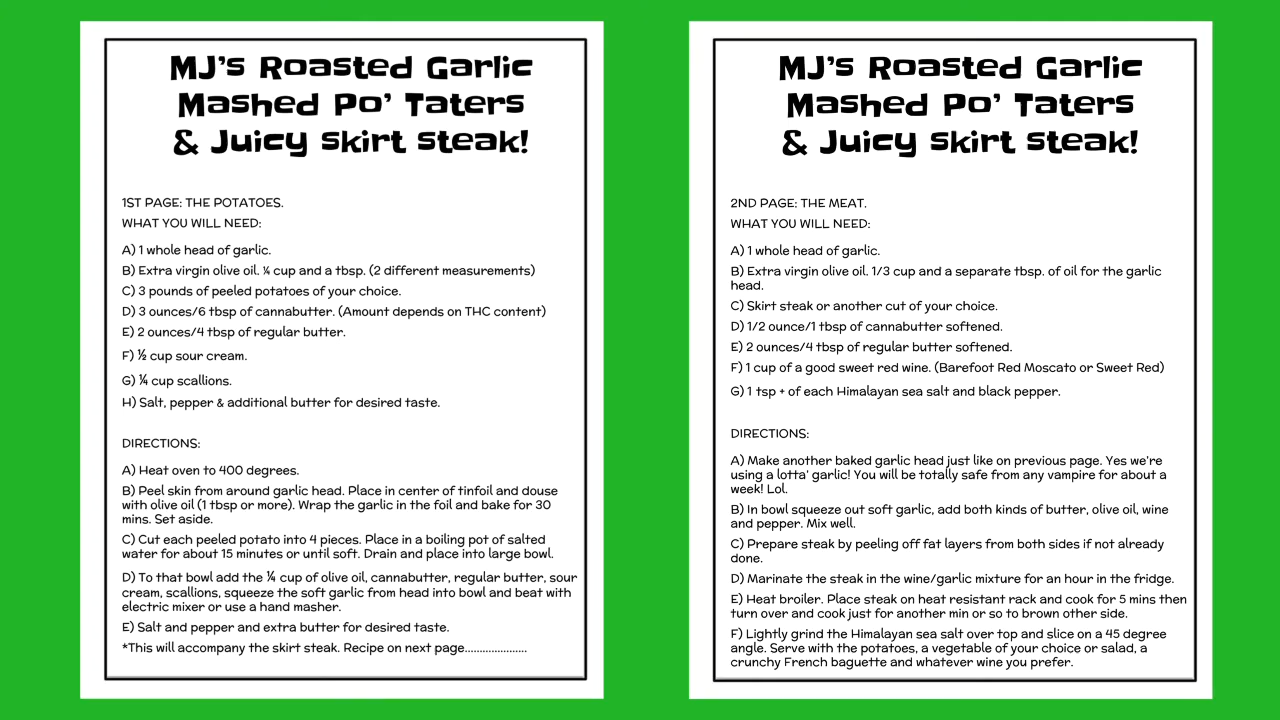 MJ's Roasted Garlic
Mashed Po' Taters
& Juicy skirt steak!
1ST PAGE: THE POTATOES.
WHAT YOU WILL NEED:
A) 1 whole head of garlic.
B) Extra virgin olive oil. ¼ cup and a tbsp. (2 different measurements)
C) 3 pounds of peeled potatoes of your choice.
D) 3 ounces/6 tbsp of cannabutter. (Amount depends on THC content)
E) 2 ounces/4 tbsp of regular butter.
F) ½ cup sour cream.
G) ¼ cup scallions.
H) Salt, pepper & additional butter for desired taste.
DIRECTIONS:
A) Heat oven to 400 degrees.
B) Peel skin from around garlic head. Place in center of tinfoil and douse
with olive oil (1 tbsp or more). Wrap the garlic in the foil and bake for 30
mins. Set aside.
C) Cut each peeled potato into 4 pieces. Place in a boiling pot of salted
water for about 15 minutes or until soft. Drain and place into large bowl.
D) To that bowl add the ¼ cup of olive oil, cannabutter, regular butter, sour
cream, scallions, squeeze the soft garlic from head into bowl and beat with
electric mixer or use a hand masher.
E) Salt and pepper and extra butter for desired taste.
*This will accompany the skirt steak. Recipe on next page.....................
MJ's Roasted Garlic
Mashed Po' Taters
& Juicy skirt steak!
2ND PAGE: THE MEAT.
WHAT YOU WILL NEED:
A) 1 whole head of garlic.
B) Extra virgin olive oil. 1/3 cup and a separate tbsp. of oil for the garlic
head.
C) Skirt steak or another cut of your choice.
D) 1/2 ounce/1 tbsp of cannabutter softened.
E) 2 ounces/4 tbsp of regular butter softened.
F) 1 cup of a good sweet red wine. (Barefoot Red Moscato or Sweet Red)
G) 1 tsp + of each Himalayan sea salt and black pepper.
DIRECTIONS:
A) Make another baked garlic head just like on previous page. Yes we're
using a lotta' garlic! You will be totally safe from any vampire for about a
week! Lol.
B) In bowl squeeze out soft garlic, add both kinds of butter, olive oil, wine
and pepper. Mix well.
C) Prepare steak by peeling off fat layers from both sides if not already
done.
D) Marinate the steak in the wine/garlic mixture for an hour in the fridge.
E) Heat broiler. Place steak on heat resistant rack and cook for 5 mins then
turn over and cook just for another min or so to brown other side.
F) Lightly grind the Himalayan sea salt over top and slice on a 45 degree
angle. Serve with the potatoes, a vegetable of your choice or salad, a
crunchy French baguette and whatever wine you prefer.